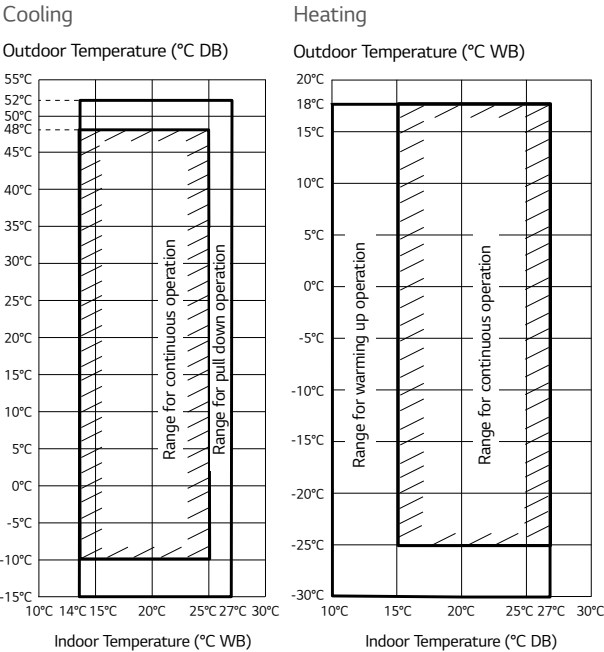 Cooling
Outdoor Temperature (°C DB)
55°C
52°C
50°C
48°C
45°C
40°C
35°C
30°C
25°C
20°C
15°C
10°C
5°C
0°C
-5°C
-10°C
-15°C
Range for continuous operation
Range for pull down operation
10°C 14°C 15°C 20°C 25°C 27°C 30°C
Indoor Temperature (°C WB)
Heating
Outdoor Temperature (°C WB)
20°C
18°C
15°C
10°C
5°C
0°C
-5°C
-10°C
-15°C
-20°C
-25°C
-30°C
Range for warming up operation
Range for continuous operation
10°C 15°C 20°C 25°C 27°C 30°C
Indoor Temperature (°C DB)